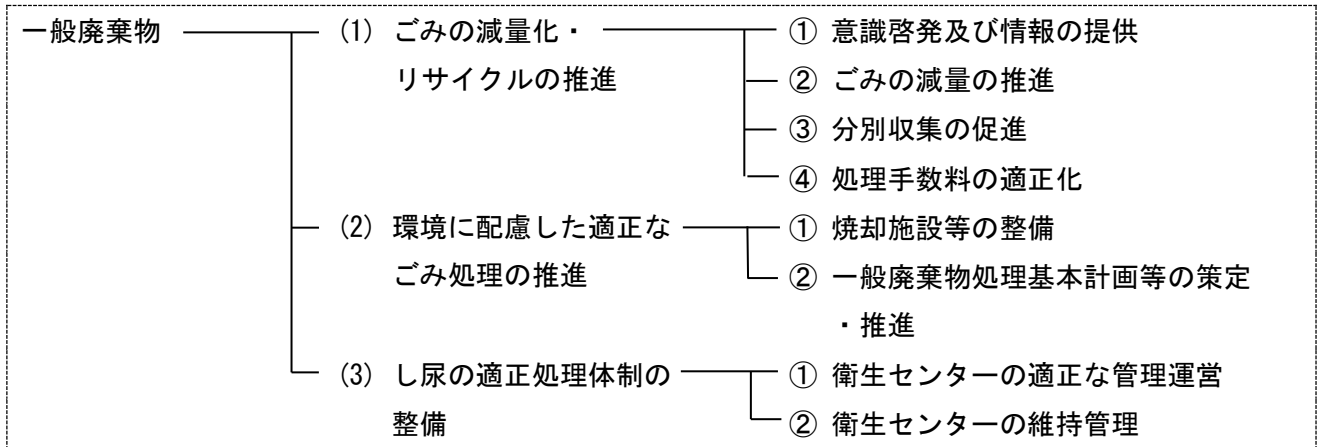 一般廃棄物 (1) ごみの減量化・ ① 意識啓発及び情報の提供
リサイクルの推進 ② ごみの減量の推進
③ 分別収集の促進
④ 処理手数料の適正化
(2) 環境に配慮した適正な ① 焼却施設等の整備
ごみ処理の推進 ② 一般廃棄物処理基本計画等の策定
・推進
(3) し尿の適正処理体制の ① 衛生センターの適正な管理運営
整備 ② 衛生センターの維持管理